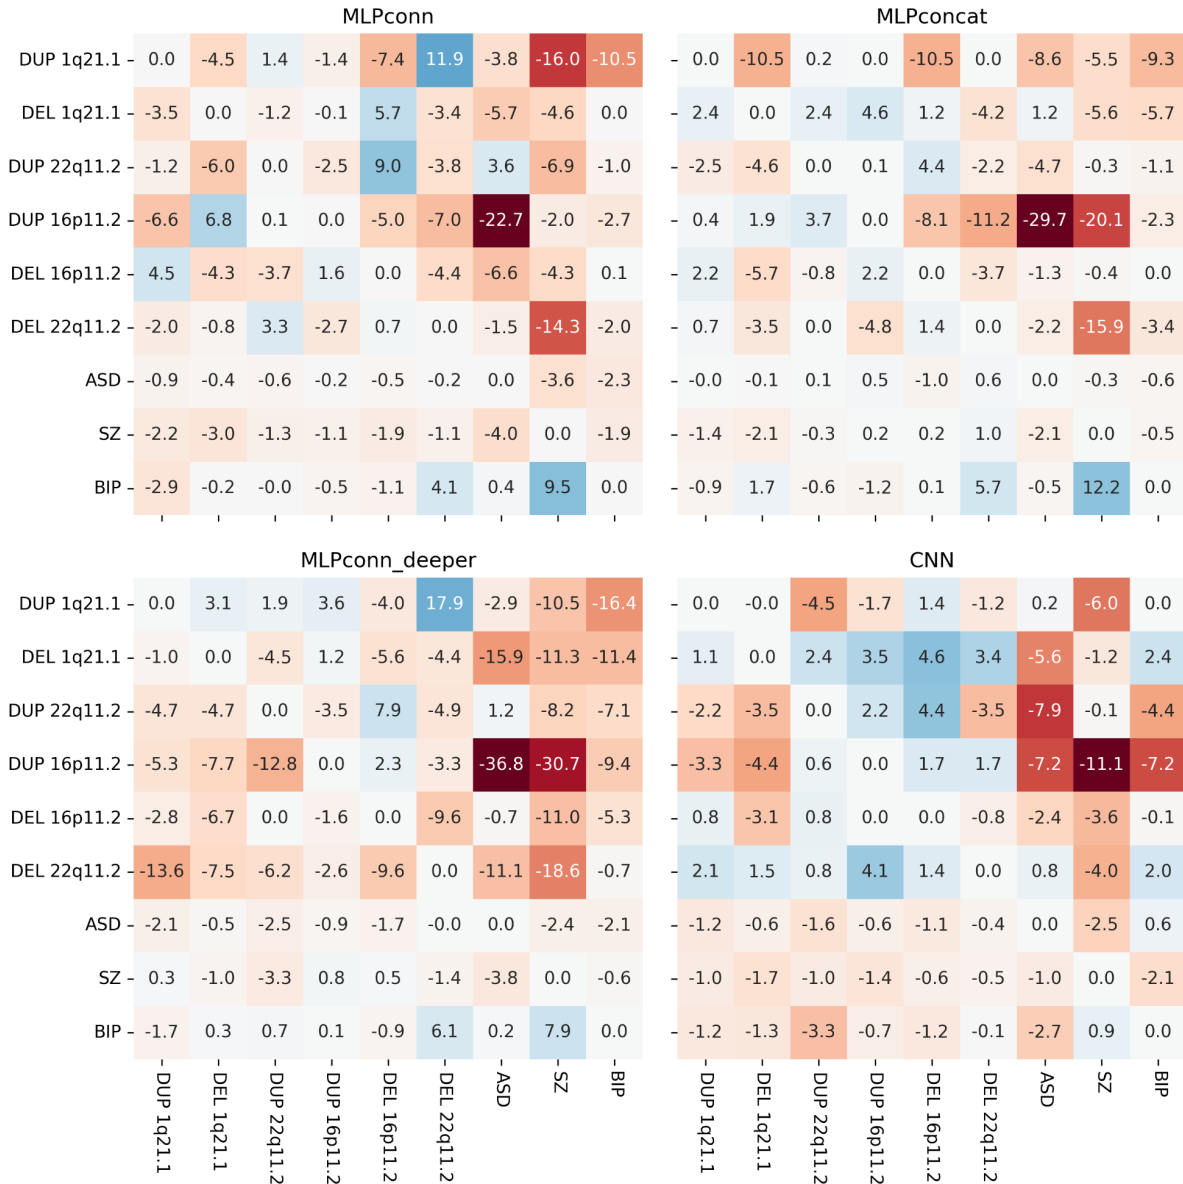 MLPconn MLPconcat
DUP 1q21.1 0.0 -4.5 1.4 -1.4 -7.4 11.9 -3.8 -16.0 -10.5 0.0 -10.5 0.2 0.0 -10.5 0.0 -8.6 -5.5 -9.3
DEL 1q21.1 -3.5 0.0 -1.2 -0.1 5.7 -3.4 -5.7 -4.6 0.0 2.4 0.0 2.4 4.6 1.2 -4.2 1.2 -5.6 -5.7
DUP 22q11.2 -1.2 -6.0 0.0 -2.5 9.0 -3.8 3.6 -6.9 -1.0 -2.5 -4.6 0.0 0.1 4.4 -2.2 -4.7 -0.3 -1.1
DUP 16p11.2 -6.6 6.8 0.1 0.0 -5.0 -7.0 -22.7 -2.0 -2.7 0.4 1.9 3.7 0.0 -8.1 -11.2 -29.7 -20.1 -2.3
DEL 16p11.2 4.5 -4.3 -3.7 1.6 0.0 -4.4 -6.6 -4.3 0.1 2.2 -5.7 -0.8 2.2 0.0 -3.7 -1.3 -0.4 0.0
DEL 22q11.2 -2.0 -0.8 3.3 -2.7 0.7 0.0 -1.5 -14.3 -2.0 0.7 -3.5 0.0 -4.8 1.4 0.0 -2.2 -15.9 -3.4
ASD -0.9 -0.4 -0.6 -0.2 -0.5 -0.2 0.0 -3.6 -2.3 -0.0 -0.1 0.1 0.5 -1.0 0.6 0.0 -0.3 -0.6
SZ -2.2 -3.0 -1.3 -1.1 -1.9 -1.1 -4.0 0.0 -1.9 -1.4 -2.1 -0.3 0.2 0.2 1.0 -2.1 0.0 -0.5
BIP -2.9 -0.2 -0.0 -0.5 -1.1 4.1 0.4 9.5 0.0 -0.9 1.7 -0.6 -1.2 0.1 5.7 -0.5 12.2 0.0
MLPconn_deeper CNN
DUP 1q21.1 0.0 3.1 1.9 3.6 -4.0 17.9 -2.9 -10.5 -16.4 0.0 -0.0 -4.5 -1.7 1.4 -1.2 0.2 -6.0 0.0
DEL 1q21.1 -1.0 0.0 -4.5 1.2 -5.6 -4.4 -15.9 -11.3 -11.4 1.1 0.0 2.4 3.5 4.6 3.4 -5.6 -1.2 2.4
DUP 22q11.2 -4.7 -4.7 0.0 -3.5 7.9 -4.9 1.2 -8.2 -7.1 -2.2 -3.5 0.0 2.2 4.4 -3.5 -7.9 -0.1 -4.4
DUP 16p11.2 -5.3 -7.7 -12.8 0.0 2.3 -3.3 -36.8 -30.7 -9.4 -3.3 -4.4 0.6 0.0 1.7 1.7 -7.2 -11.1 -7.2
DEL 16p11.2 -2.8 -6.7 0.0 -1.6 0.0 -9.6 -0.7 -11.0 -5.3 0.8 -3.1 0.8 0.0 0.0 -0.8 -2.4 -3.6 -0.1
DEL 22q11.2 -13.6 -7.5 -6.2 -2.6 -9.6 0.0 -11.1 -18.6 -0.7 2.1 1.5 0.8 4.1 1.4 0.0 0.8 -4.0 2.0
ASD -2.1 -0.5 -2.5 -0.9 -1.7 -0.0 0.0 -2.4 -2.1 -1.2 -0.6 -1.6 -0.6 -1.1 -0.4 0.0 -2.5 0.6
SZ 0.3 -1.0 -3.3 0.8 0.5 -1.4 -3.8 0.0 -0.6 -1.0 -1.7 -1.0 -1.4 -0.6 -0.5 -1.0 0.0 -2.1
BIP -1.7 0.3 0.7 0.1 -0.9 6.1 0.2 7.9 0.0 -1.2 -1.3 -3.3 -0.7 -1.2 -0.1 -2.7 0.9 0.0
DUP 1q21.1 DEL 1q21.1 DUP 22q11.2 DUP 16p11.2 DEL 16p11.2 DEL 22q11.2 ASD SZ BIP DUP 1q21.1 DEL 1q21.1 DUP 22q11.2 DUP 16p11.2 DEL 16p11.2 DEL 22q11.2 ASD SZ BIP